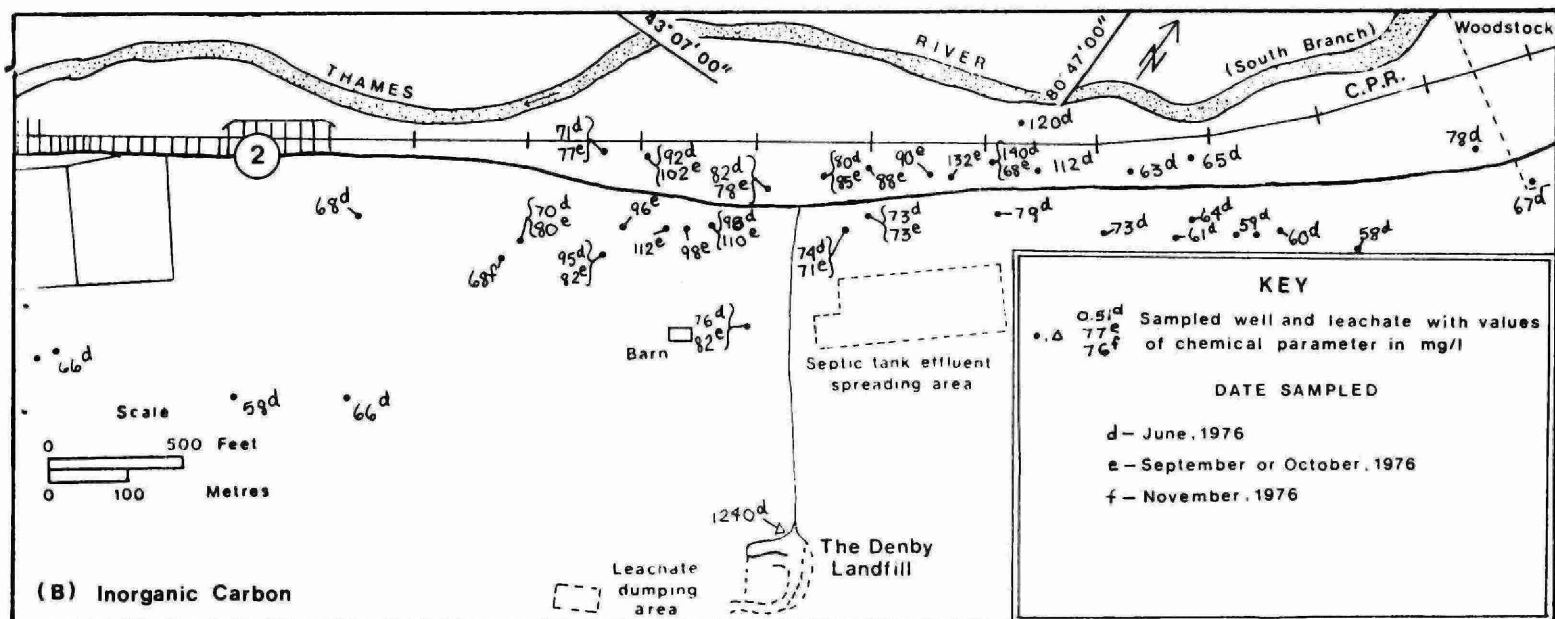 43°07'00"
80°47'00"
N
THAMES
RIVER
(South Branch)
Woodstock
C.P.R.
2
120d
71d
77e
92d
102e
82d
78e
80d
85e
88e
90e
132e
140d
68e
112d
63d
65d
78d
67d
68d
70d
80e
96e
112e
98e
110e
73d
73e
79d
73d
64d
61d
59d
60d
58d
68f
95d
82e
74d
71e
76d
82e
Barn
Septic tank effluent
spreading area
66d
58d
66d
Scale
0 500 Feet
0 100 Metres
1240d
The Denby
Landfill
Leachate
dumping
area
(B) Inorganic Carbon
KEY
0.51d
77e
76f
Sampled well and leachate with values
of chemical parameter in mg/l
DATE SAMPLED
d – June, 1976
e – September or October, 1976
f – November, 1976